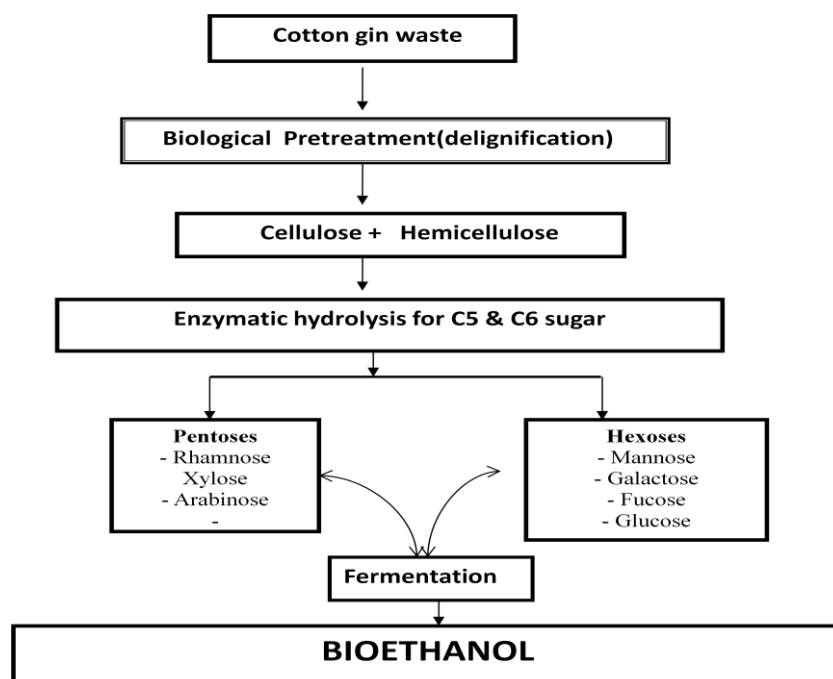 Cotton gin waste
Biological Pretreatment(delignification)
Cellulose + Hemicellulose
Enzymatic hydrolysis for C5 & C6 sugar
Pentoses
- Rhamnose
Xylose
- Arabinose
-
Hexoses
- Mannose
- Galactose
- Fucose
- Glucose
Fermentation
BIOETHANOL